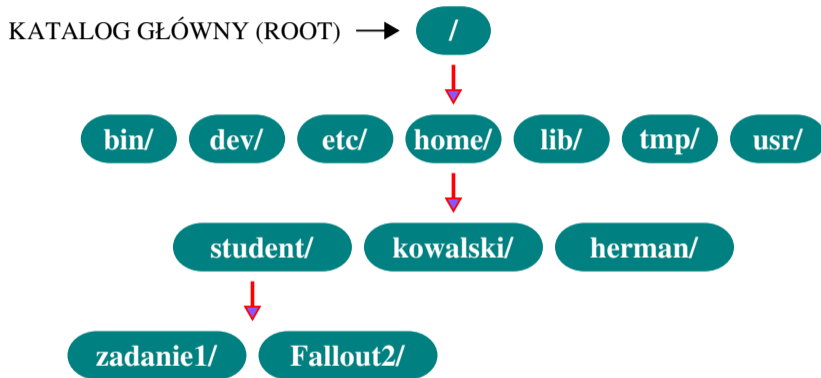 KATALOG GŁÓWNY (ROOT) /
bin/ dev/ etc/ home/ lib/ tmp/ usr/
student/ kowalski/ herman/
zadanie1/ Fallout2/